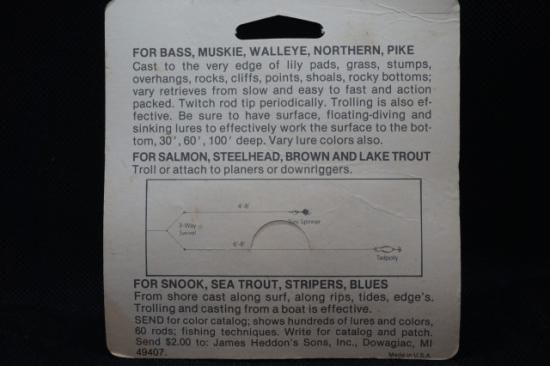 FOR BASS, MUSKIE, WALLEYE, NORTHERN, PIKE
Cast to the very edge of lily pads, grass, stumps,
overhangs, rocks, cliffs, points, shoals, rocky bottoms;
vary retrieves from slow and easy to fast and action
packed. Twitch rod tip periodically. Trolling is also ef-
fective. Be sure to have surface, floating-diving and
sinking lures to effectively work the surface to the bot-
tom, 30', 60', 100' deep. Vary lure colors also.
FOR SALMON, STEELHEAD, BROWN AND LAKE TROUT
Troll or attach to planers or downriggers.
4'-8'
Spinner
3-Way
Swivel
6'-8'
Tadpoly
FOR SNOOK, SEA TROUT, STRIPERS, BLUES
From shore cast along surf, along rips, tides, edge's.
Trolling and casting from a boat is effective.
SEND for color catalog; shows hundreds of lures and colors,
60 rods; fishing techniques. Write for catalog and patch.
Send $2.00 to: James Heddon's Sons, Inc., Dowagiac, MI
49407.
Made in U.S.A.